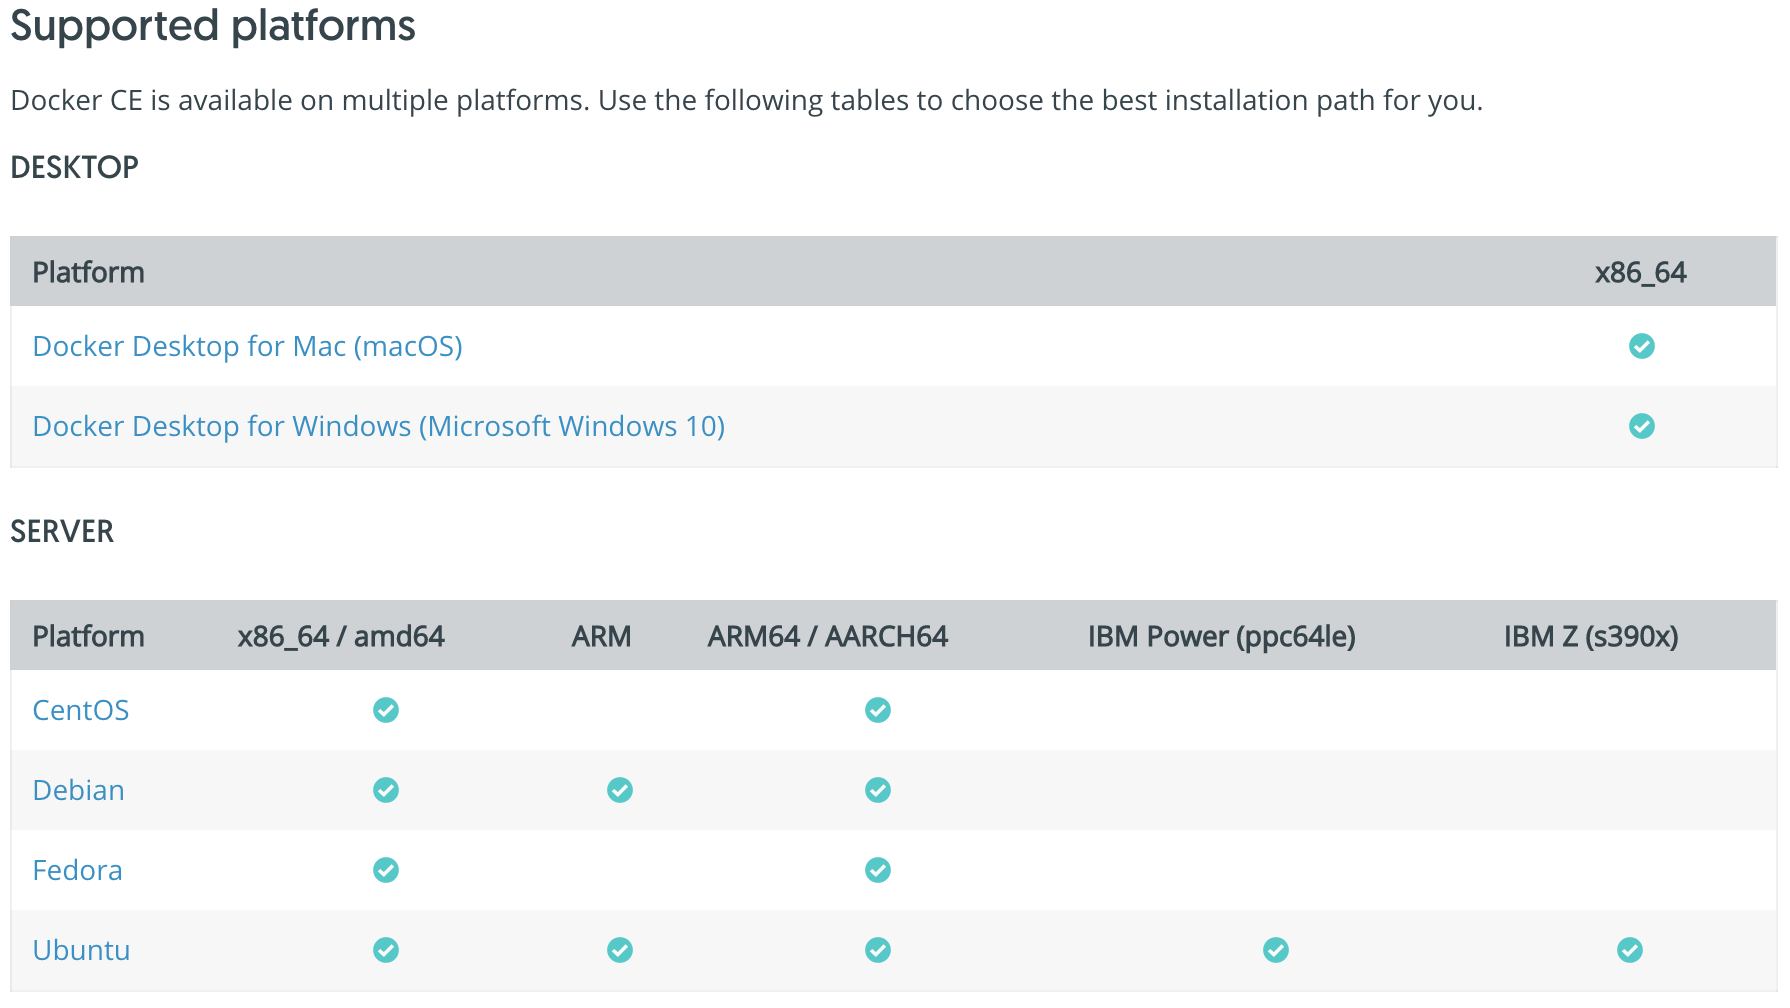 Supported platforms
Docker CE is available on multiple platforms. Use the following tables to choose the best installation path for you.
DESKTOP
Platform x86_64
Docker Desktop for Mac (macOS)
Docker Desktop for Windows (Microsoft Windows 10)
SERVER
Platform x86_64 / amd64 ARM ARM64 / AARCH64 IBM Power (ppc64le) IBM Z (s390x)
CentOS
Debian
Fedora
Ubuntu